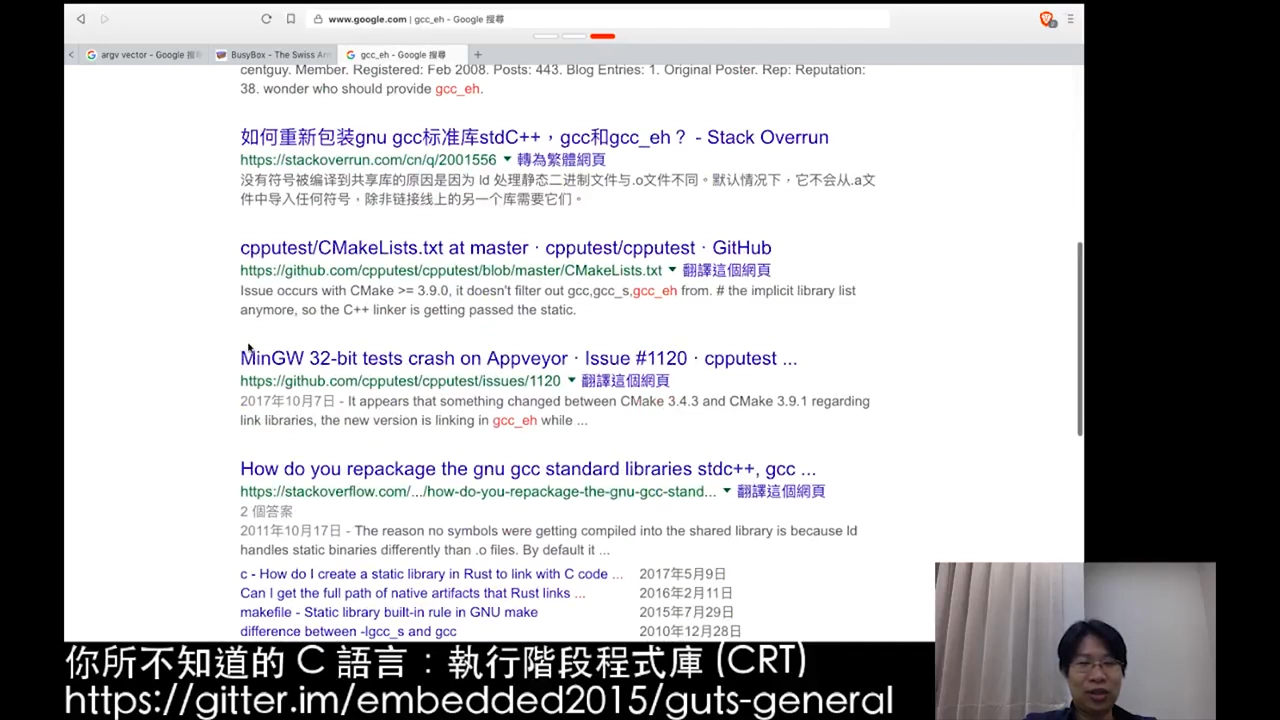 www.google.com | gcc_eh - Google 搜尋
argv vector - Google 搜
BusyBox - The Swiss Arm
gcc_eh - Google 搜尋
centguy. Member. Registered: Feb 2008. Posts: 443. Blog Entries: 1. Original Poster. Rep: Reputation:
38. wonder who should provide gcc_eh.
如何重新包装gnu gcc标准库stdC++，gcc和gcc_eh？ - Stack Overrun
https://stackoverrun.com/cn/q/2001556 轉為繁體網頁
没有符号被编译到共享库的原因是因为 ld 处理静态二进制文件与.o文件不同。默认情况下，它不会从.a文
件中导入任何符号，除非链接线上的另一个库需要它们。
cpputest/CMakeLists.txt at master · cpputest/cpputest · GitHub
https://github.com/cpputest/cpputest/blob/master/CMakeLists.txt 翻譯這個網頁
Issue occurs with CMake >= 3.9.0, it doesn't filter out gcc,gcc_s,gcc_eh from. # the implicit library list
anymore, so the C++ linker is getting passed the static.
MinGW 32-bit tests crash on Appveyor · Issue #1120 · cpputest ...
https://github.com/cpputest/cpputest/issues/1120 翻譯這個網頁
2017年10月7日 - It appears that something changed between CMake 3.4.3 and CMake 3.9.1 regarding
link libraries, the new version is linking in gcc_eh while ...
How do you repackage the gnu gcc standard libraries stdc++, gcc ...
https://stackoverflow.com/.../how-do-you-repackage-the-gnu-gcc-stand... 翻譯這個網頁
2 個答案
2011年10月17日 - The reason no symbols were getting compiled into the shared library is because ld
handles static binaries differently than .o files. By default it ...
c - How do I create a static library in Rust to link with C code ... 2017年5月9日
Can I get the full path of native artifacts that Rust links ... 2016年2月11日
makefile - Static library built-in rule in GNU make 2015年7月29日
difference between -lgcc_s and gcc 2010年12月28日
你所不知道的 C 語言：執行階段程式庫 (CRT)
https://gitter.im/embedded2015/guts-general